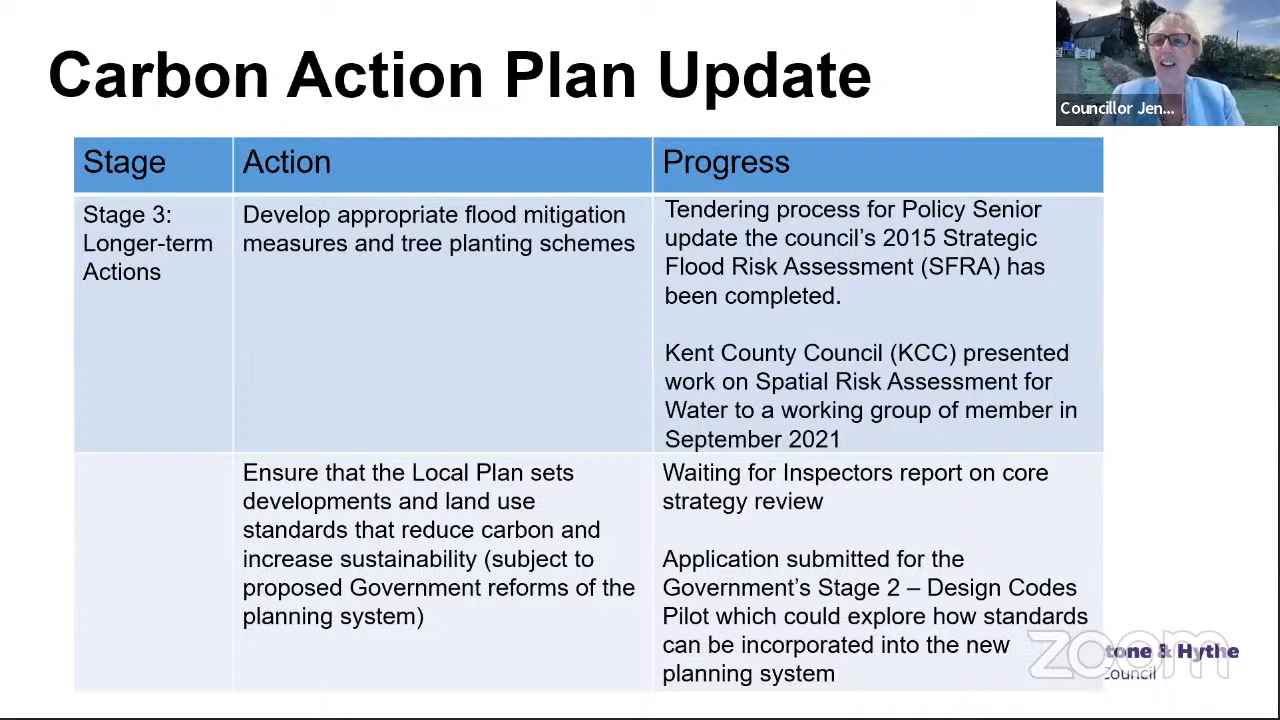 Carbon Action Plan Update
Councillor Jen...
Stage
Action
Progress
Stage 3:
Longer-term
Actions
Develop appropriate flood mitigation
measures and tree planting schemes
Tendering process for Policy Senior
update the council's 2015 Strategic
Flood Risk Assessment (SFRA) has
been completed.
Kent County Council (KCC) presented
work on Spatial Risk Assessment for
Water to a working group of member in
September 2021
Ensure that the Local Plan sets
developments and land use
standards that reduce carbon and
increase sustainability (subject to
proposed Government reforms of the
planning system)
Waiting for Inspectors report on core
strategy review
Application submitted for the
Government's Stage 2 – Design Codes
Pilot which could explore how standards
can be incorporated into the new
planning system
zoom
tone & Hythe
Council